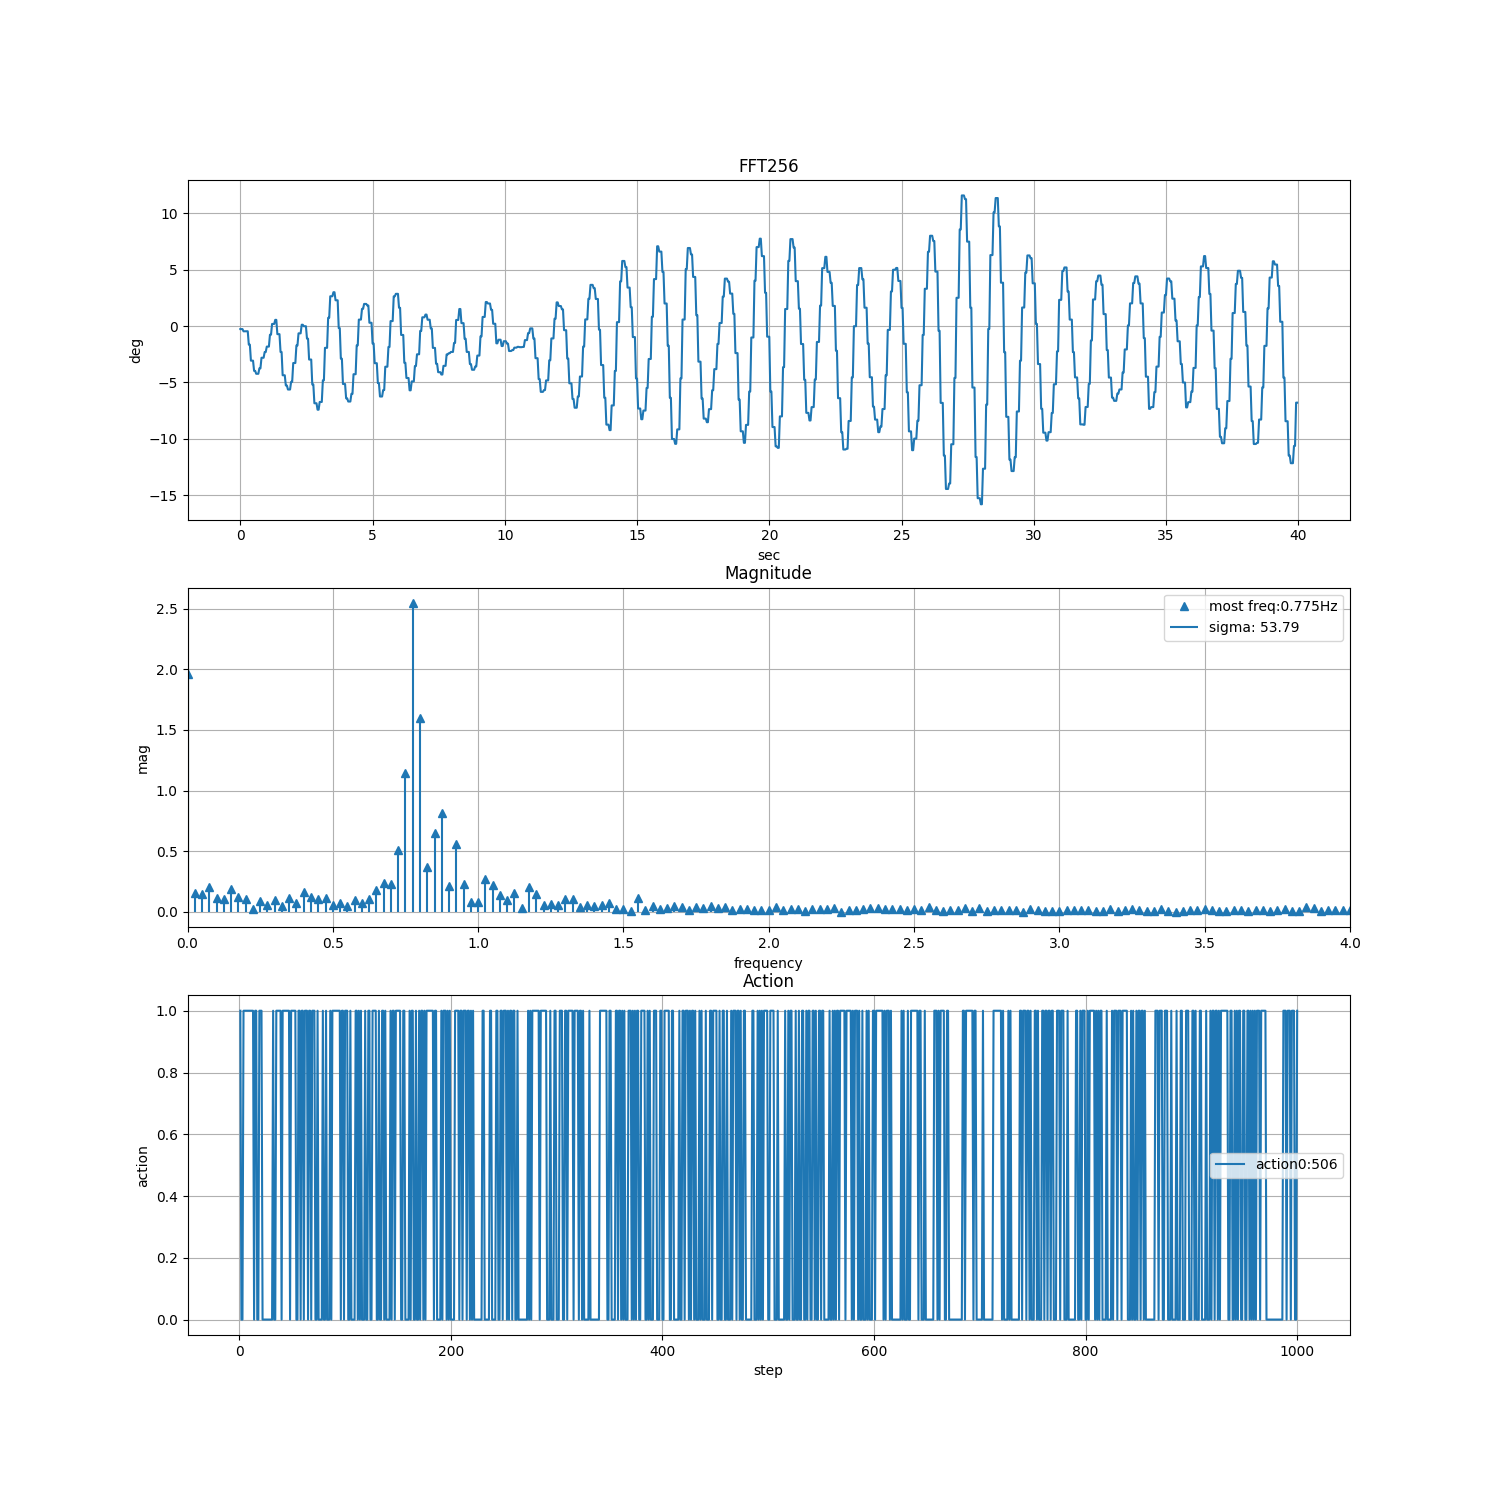 FFT256
10
5
0
−5
−10
−15
deg
0 5 10 15 20 25 30 35 40
sec
Magnitude
most freq:0.775Hz
sigma: 53.79
2.5
2.0
1.5
1.0
0.5
0.0
mag
0.0 0.5 1.0 1.5 2.0 2.5 3.0 3.5 4.0
frequency
Action
1.0
0.8
0.6
0.4
0.2
0.0
action
action0:506
0 200 400 600 800 1000
step